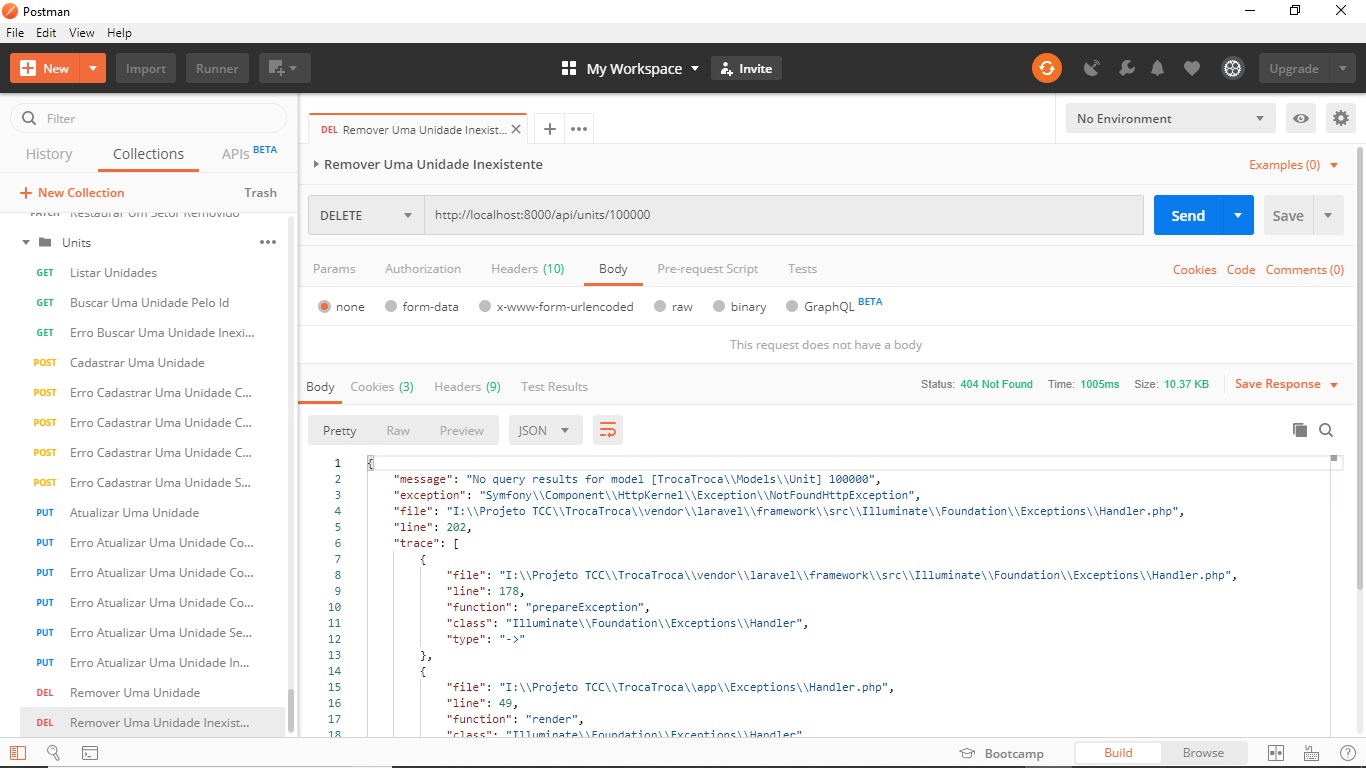 Postman
File Edit View Help
New
Import
Runner
My Workspace
Invite
Upgrade
Filter
History Collections APIs BETA
New Collection
Trash
PATCH Restaurar Um Setor Removido
Units
GET Listar Unidades
GET Buscar Uma Unidade Pelo Id
GET Erro Buscar Uma Unidade Inexi...
POST Cadastrar Uma Unidade
POST Erro Cadastrar Uma Unidade C...
POST Erro Cadastrar Uma Unidade C...
POST Erro Cadastrar Uma Unidade C...
POST Erro Cadastrar Uma Unidade S...
PUT Atualizar Uma Unidade
PUT Erro Atualizar Uma Unidade Co...
PUT Erro Atualizar Uma Unidade Co...
PUT Erro Atualizar Uma Unidade Co...
PUT Erro Atualizar Uma Unidade Se...
PUT Erro Atualizar Uma Unidade In...
DEL Remover Uma Unidade
DEL Remover Uma Unidade Inexist...
DEL Remover Uma Unidade Inexist...
No Environment
Remover Uma Unidade Inexistente
Examples (0)
DELETE
http://localhost:8000/api/units/100000
Send
Save
Params Authorization Headers (10) Body Pre-request Script Tests
Cookies Code Comments (0)
none form-data x-www-form-urlencoded raw binary GraphQL BETA
This request does not have a body
Body Cookies (3) Headers (9) Test Results
Status: 404 Not Found Time: 1005ms Size: 10.37 KB
Save Response
Pretty Raw Preview JSON
1 {
2 "message": "No query results for model [TrocaTroca\\Models\\Unit] 100000",
3 "exception": "Symfony\\Component\\HttpKernel\\Exception\\NotFoundHttpException",
4 "file": "I:\\Projeto TCC\\TrocaTroca\\vendor\\laravel\\framework\\src\\Illuminate\\Foundation\\Exceptions\\Handler.php",
5 "line": 202,
6 "trace": [
7 {
8 "file": "I:\\Projeto TCC\\TrocaTroca\\vendor\\laravel\\framework\\src\\Illuminate\\Foundation\\Exceptions\\Handler.php",
9 "line": 178,
10 "function": "prepareException",
11 "class": "Illuminate\\Foundation\\Exceptions\\Handler",
12 "type": "->"
13 },
14 {
15 "file": "I:\\Projeto TCC\\TrocaTroca\\app\\Exceptions\\Handler.php",
16 "line": 49,
17 "function": "render",
18 "class": "Illuminate\\Foundation\\Exceptions\\Handler"
Bootcamp
Build
Browse